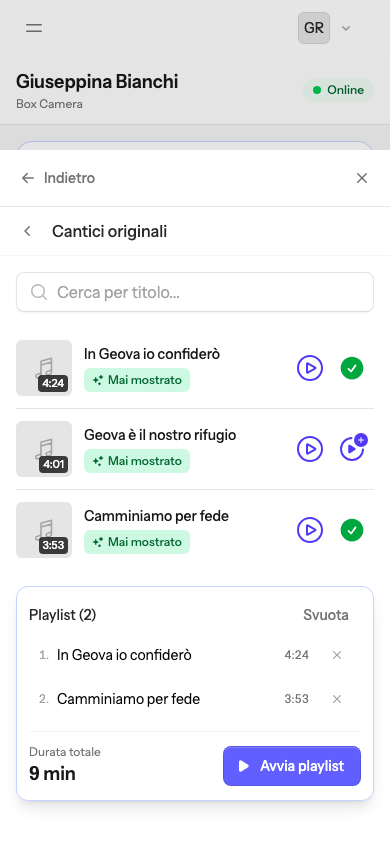 GR
Giuseppina Bianchi
Box Camera
Online
Indietro
Cantici originali
Cerca per titolo...
In Geova io confiderò
4:24
Mai mostrato
Geova è il nostro rifugio
4:01
Mai mostrato
Camminiamo per fede
3:53
Mai mostrato
Playlist (2)
Svuota
1. In Geova io confiderò 4:24
2. Camminiamo per fede 3:53
Durata totale
9 min
Avvia playlist